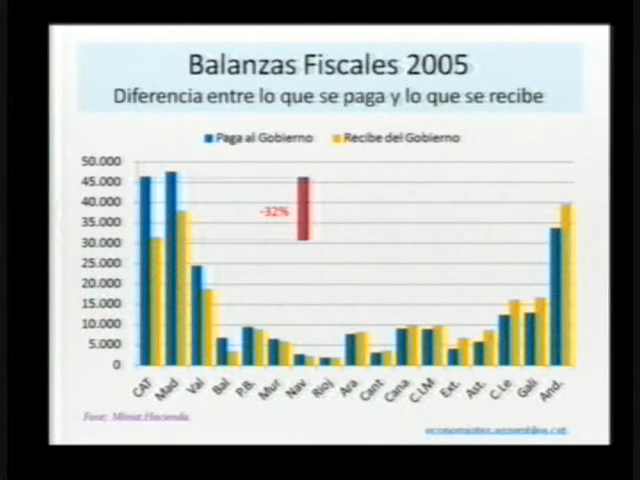 Balanzas Fiscales 2005
Diferencia entre lo que se paga y lo que se recibe
Paga al Gobierno Recibe del Gobierno
50.000
45.000
40.000
35.000
30.000
25.000
20.000
15.000
10.000
5.000
0
-32%
CAT Mad Val Bal P.B. Mur Nav. Rioj Ara Cant Cana C.LM Ext. Ast. C.Le Gali And.
Font: Minist.Hacienda.
economistes.assemblea.cat